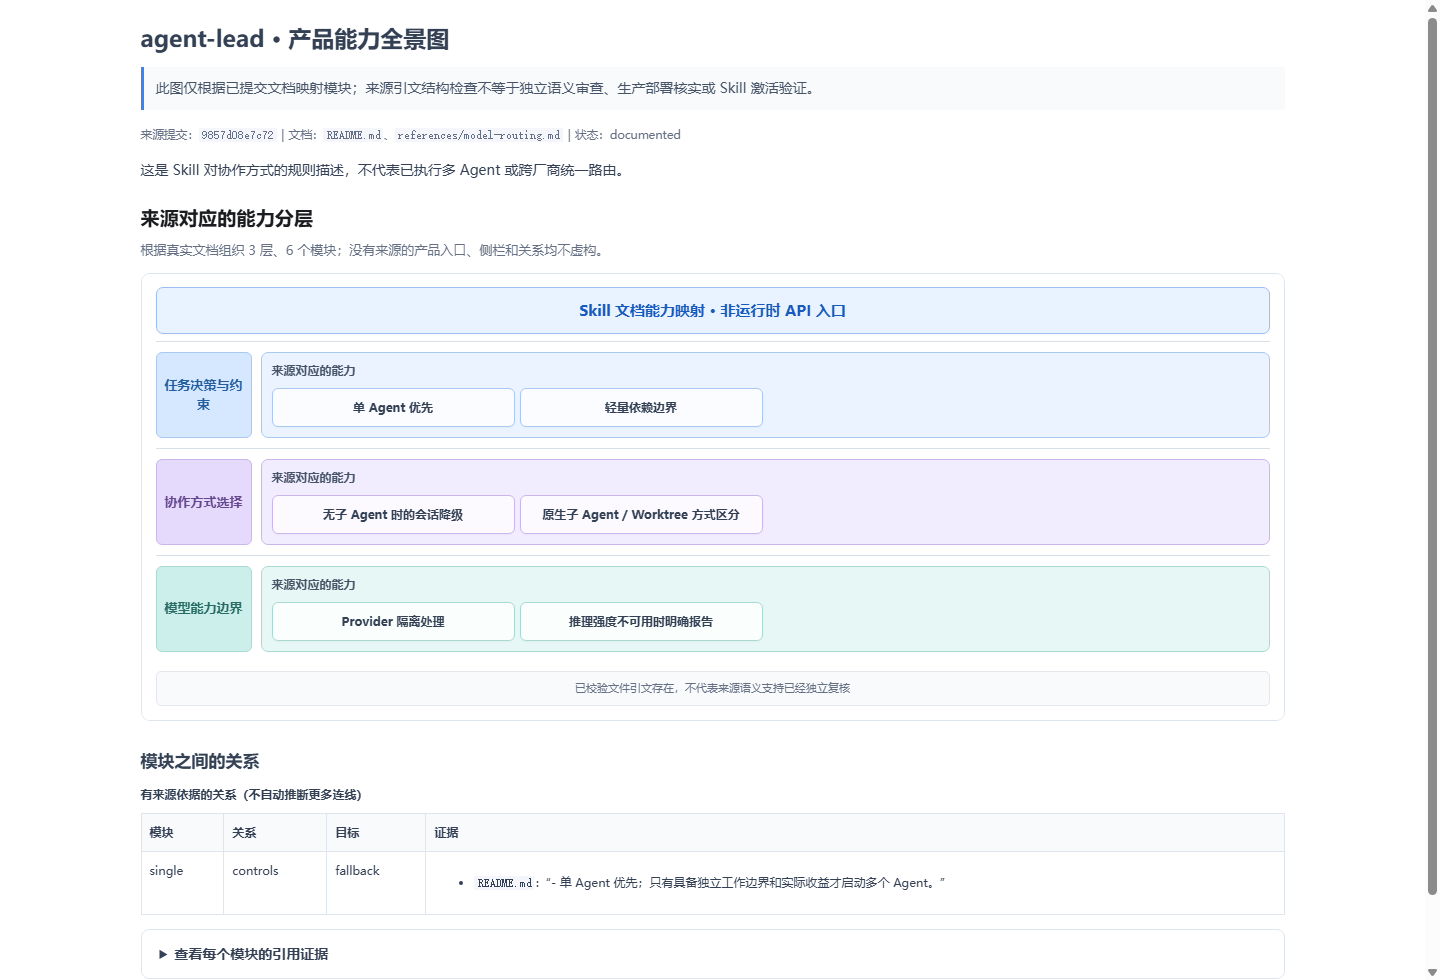 agent-lead • 产品能力全景图
此图仅根据已提交文档映射模块；来源引文结构检查不等于独立语义审查、生产部署核实或 Skill 激活验证。
来源提交： 9857d08e7c72 | 文档： README.md 、 references/model-routing.md | 状态：documented
这是 Skill 对协作方式的规则描述，不代表已执行多 Agent 或跨厂商统一路由。
来源对应的能力分层
根据真实文档组织 3 层、6 个模块；没有来源的产品入口、侧栏和关系均不虚构。
Skill 文档能力映射 • 非运行时 API 入口
任务决策与约
束
来源对应的能力
单 Agent 优先
轻量依赖边界
协作方式选择
来源对应的能力
无子 Agent 时的会话降级
原生子 Agent / Worktree 方式区分
模型能力边界
来源对应的能力
Provider 隔离处理
推理强度不可用时明确报告
已校验文件引文存在，不代表来源语义支持已经独立复核
模块之间的关系
有来源依据的关系（不自动推断更多连线）
模块 关系 目标 证据
single controls fallback • README.md ： “- 单 Agent 优先；只有具备独立工作边界和实际收益才启动多个 Agent。”
▶ 查看每个模块的引用证据